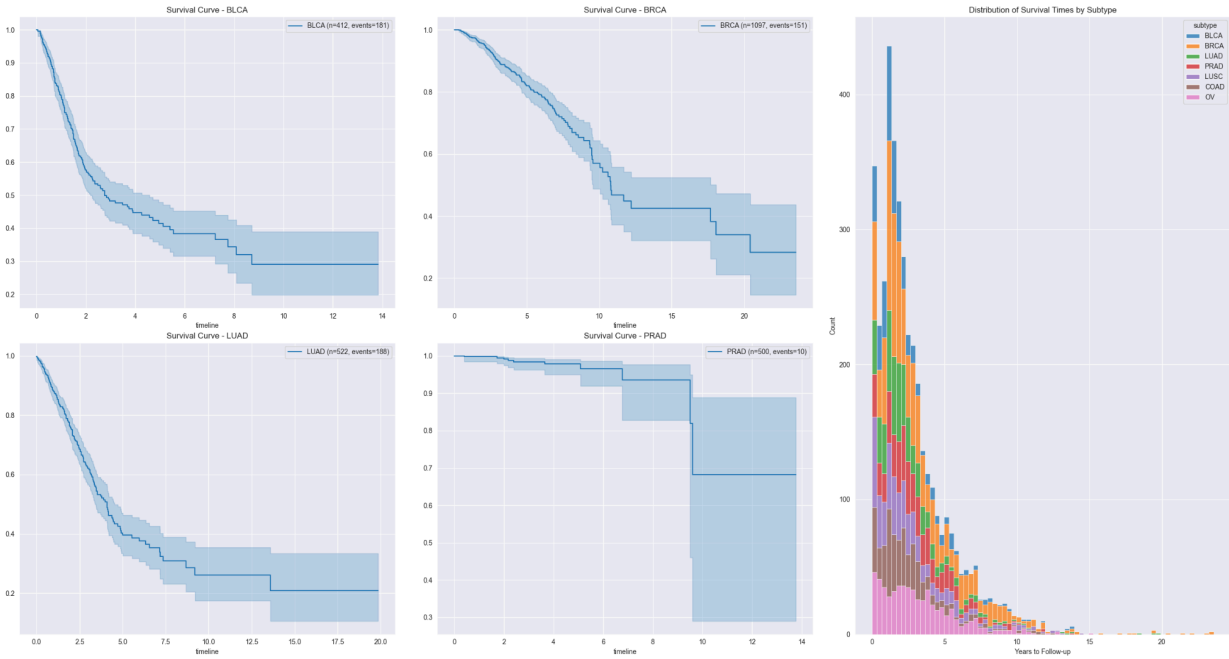 Survival Curve - BLCA
BLCA (n=412, events=181)
1.0
0.9
0.8
0.7
0.6
0.5
0.4
0.3
0.2
0 2 4 6 8 10 12 14
timeline
Survival Curve - BRCA
BRCA (n=1097, events=151)
1.0
0.8
0.6
0.4
0.2
0 5 10 15 20
timeline
Survival Curve - LUAD
LUAD (n=522, events=188)
1.0
0.8
0.6
0.4
0.2
0.0 2.5 5.0 7.5 10.0 12.5 15.0 17.5 20.0
timeline
Survival Curve - PRAD
PRAD (n=500, events=10)
1.0
0.9
0.8
0.7
0.6
0.5
0.4
0.3
0 2 4 6 8 10 12 14
timeline
Distribution of Survival Times by Subtype
subtype
BLCA
BRCA
LUAD
PRAD
LUSC
COAD
OV
Count
400
300
200
100
0
0 5 10 15 20
Years to Follow-up